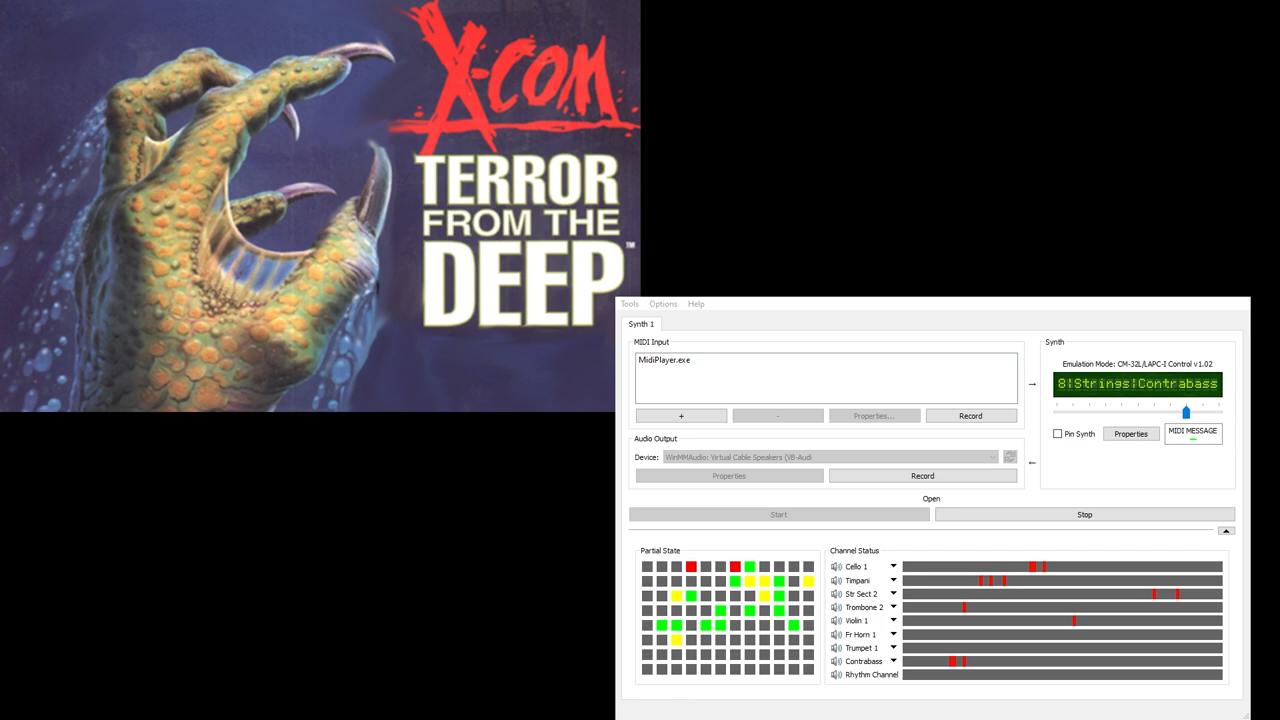 X-COM
TERROR
FROM THE
DEEP™
Tools Options Help
Synth 1
MIDI Input
MidiPlayer.exe
+ - Properties... Record
Audio Output
Device: WinMMAudio: Virtual Cable Speakers (VB-Audi
Properties Record
→
←
Synth
Emulation Mode: CM-32L/LAPC-I Control v1.02
8|Strings|Contrabass
Pin Synth Properties MIDI MESSAGE
Open
Start Stop
Partial State
Channel Status
Cello 1
Timpani
Str Sect 2
Trombone 2
Violin 1
Fr Horn 1
Trumpet 1
Contrabass
Rhythm Channel